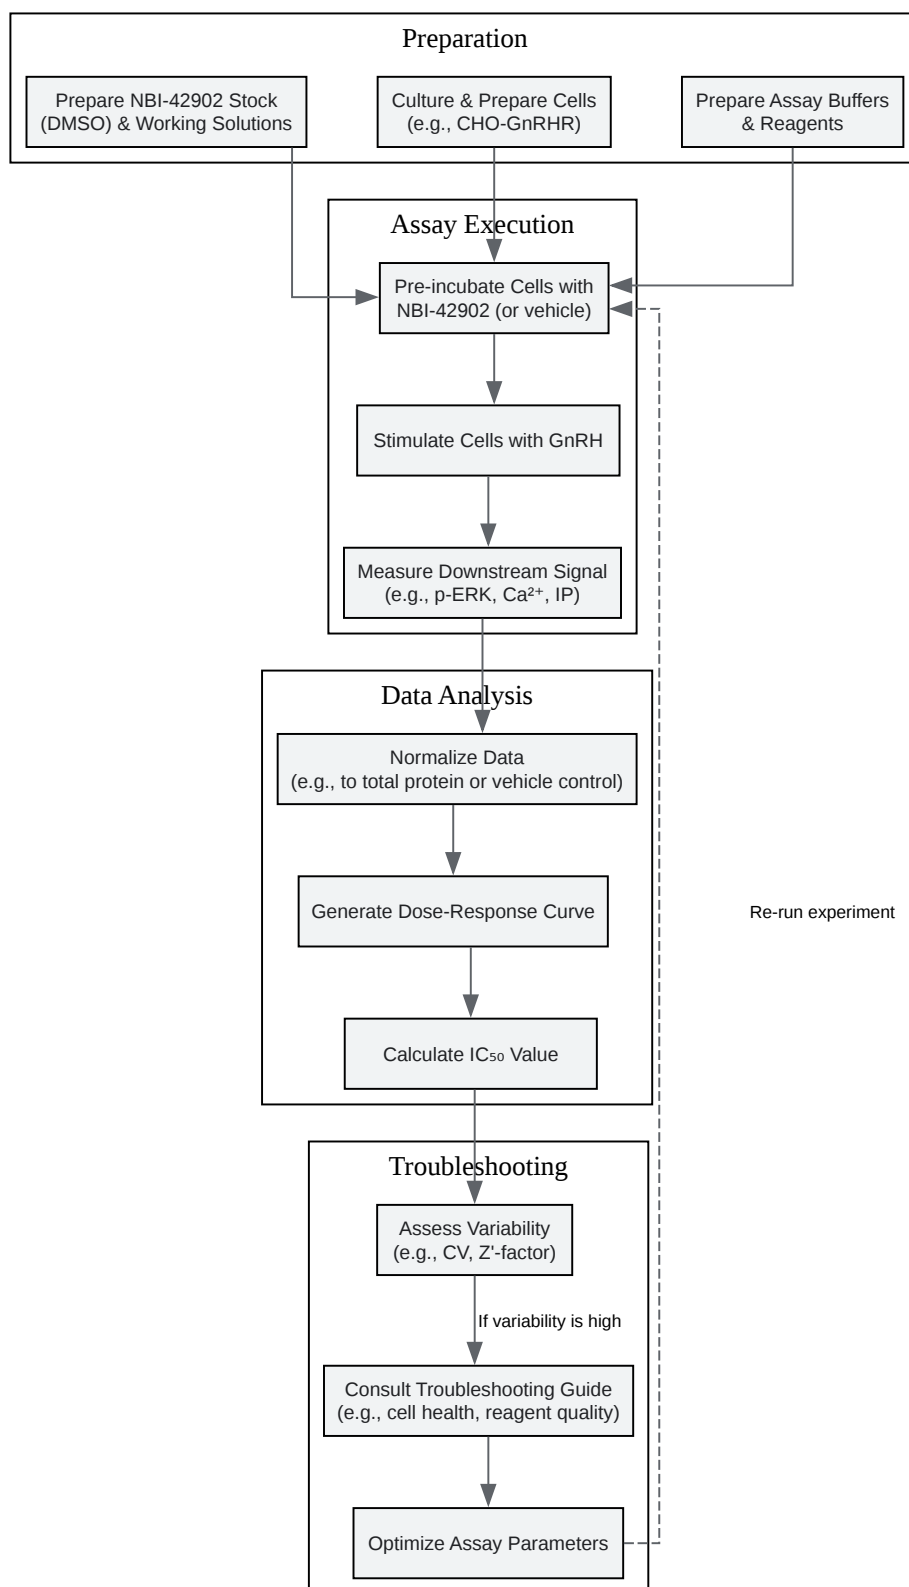 Preparation
Prepare NBI-42902 Stock
(DMSO) & Working Solutions
Culture & Prepare Cells
(e.g., CHO-GnRHR)
Prepare Assay Buffers
& Reagents
Assay Execution
Pre-incubate Cells with
NBI-42902 (or vehicle)
Stimulate Cells with GnRH
Measure Downstream Signal
(e.g., p-ERK, Ca²⁺, IP)
Data Analysis
Normalize Data
(e.g., to total protein or vehicle control)
Generate Dose-Response Curve
Re-run experiment
Calculate IC₅₀ Value
Troubleshooting
Assess Variability
(e.g., CV, Z'-factor)
If variability is high
Consult Troubleshooting Guide
(e.g., cell health, reagent quality)
Optimize Assay Parameters